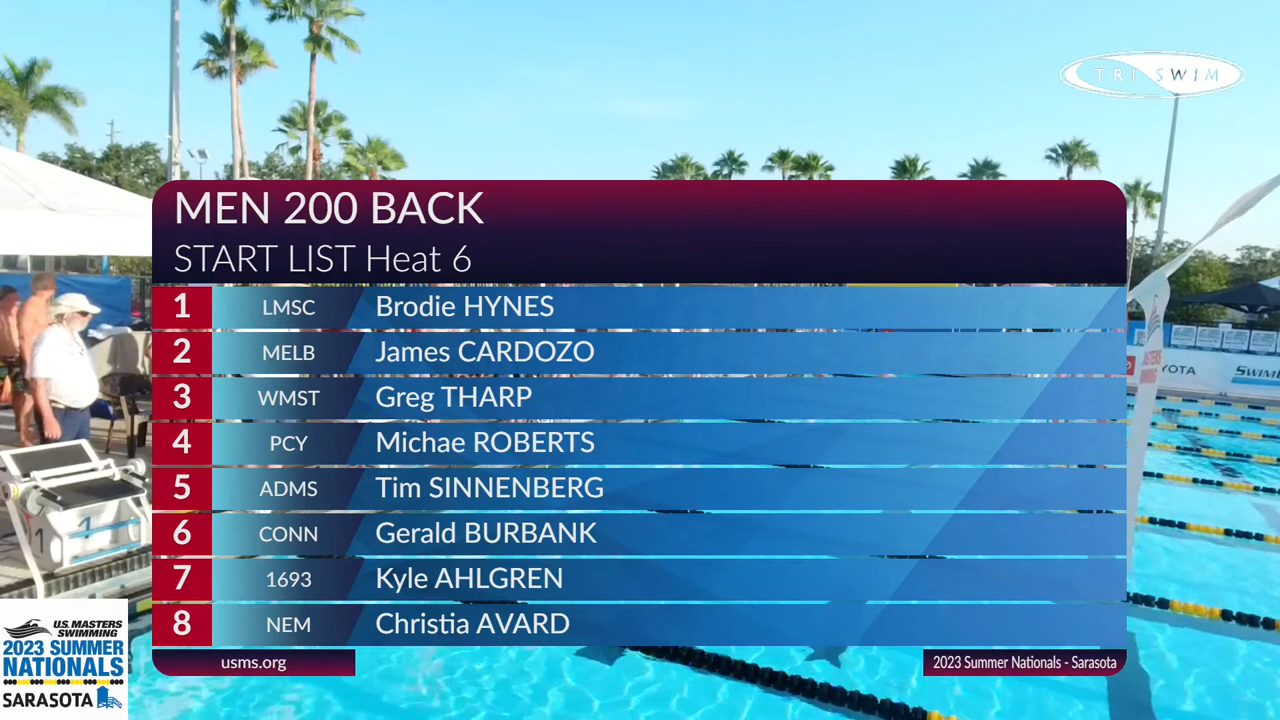 TRI SWIM
MEN 200 BACK
START LIST Heat 6
1 LMSC Brodie HYNES
2 MELB James CARDOZO
3 WMST Greg THARP
4 PCY Michae ROBERTS
5 ADMS Tim SINNENBERG
6 CONN Gerald BURBANK
7 1693 Kyle AHLGREN
8 NEM Christia AVARD
usms.org
2023 Summer Nationals - Sarasota
U.S. MASTERS
SWIMMING
2023 SUMMER
NATIONALS
SARASOTA
1
1